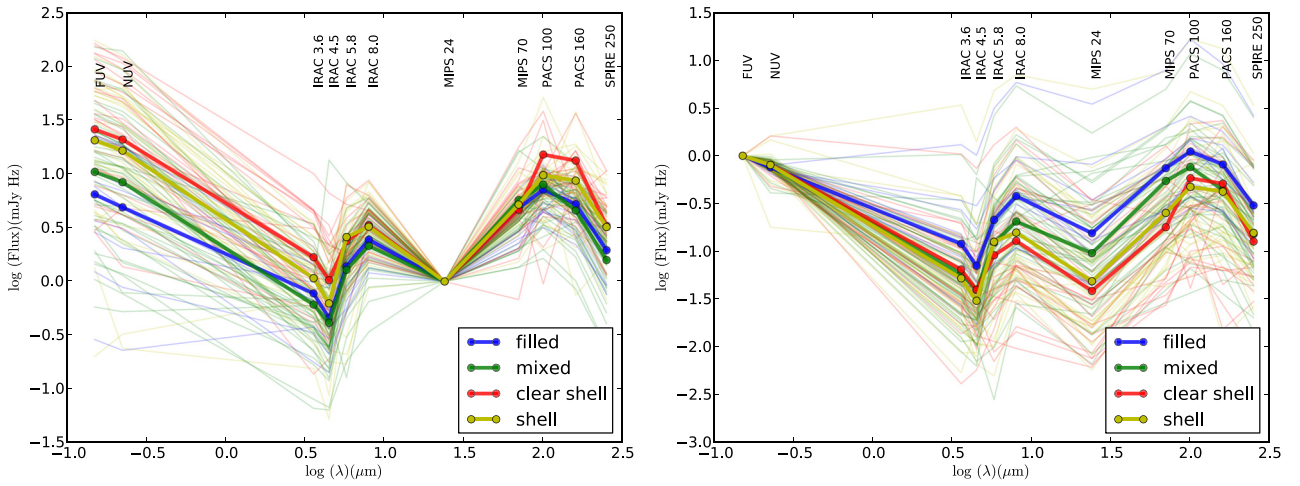 2.5
2.0
1.5
1.0
0.5
0.0
−0.5
−1.0
−1.5
log (Flux)(mJy Hz)
FUV
NUV
IRAC 3.6
IRAC 4.5
IRAC 5.8
IRAC 8.0
MIPS 24
MIPS 70
PACS 100
PACS 160
SPIRE 250
filled
mixed
clear shell
shell
−1.0 −0.5 0.0 0.5 1.0 1.5 2.0 2.5
log (λ)(μm)
1.5
1.0
0.5
0.0
−0.5
−1.0
−1.5
−2.0
−2.5
−3.0
log (Flux)(mJy Hz)
FUV
NUV
IRAC 3.6
IRAC 4.5
IRAC 5.8
IRAC 8.0
MIPS 24
MIPS 70
PACS 100
PACS 160
SPIRE 250
filled
mixed
clear shell
shell
−1.0 −0.5 0.0 0.5 1.0 1.5 2.0 2.5
log (λ)(μm)